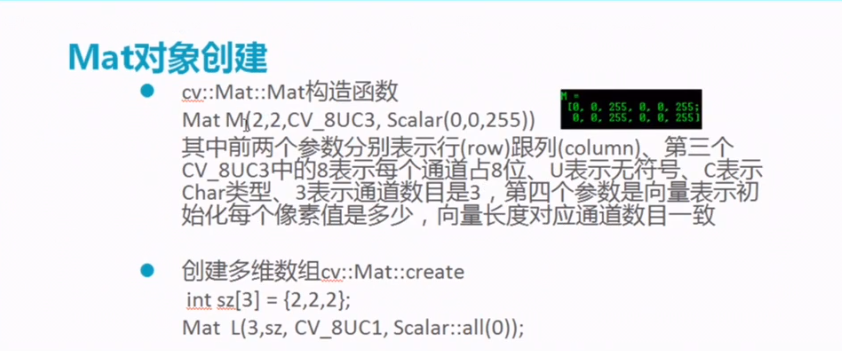 Mat对象创建
cv::Mat::Mat构造函数
Mat M(2,2,CV_8UC3, Scalar(0,0,255))
M =
[0, 0, 255, 0, 0, 255;
0, 0, 255, 0, 0, 255]
其中前两个参数分别表示行(row)跟列(column)、第三个
CV_8UC3中的8表示每个通道占8位、U表示无符号、C表示
Char类型、3表示通道数目是3，第四个参数是向量表示初
始化每个像素值是多少，向量长度对应通道数目一致
创建多维数组cv::Mat::create
int sz[3] = {2,2,2};
Mat L(3,sz, CV_8UC1, Scalar::all(0));